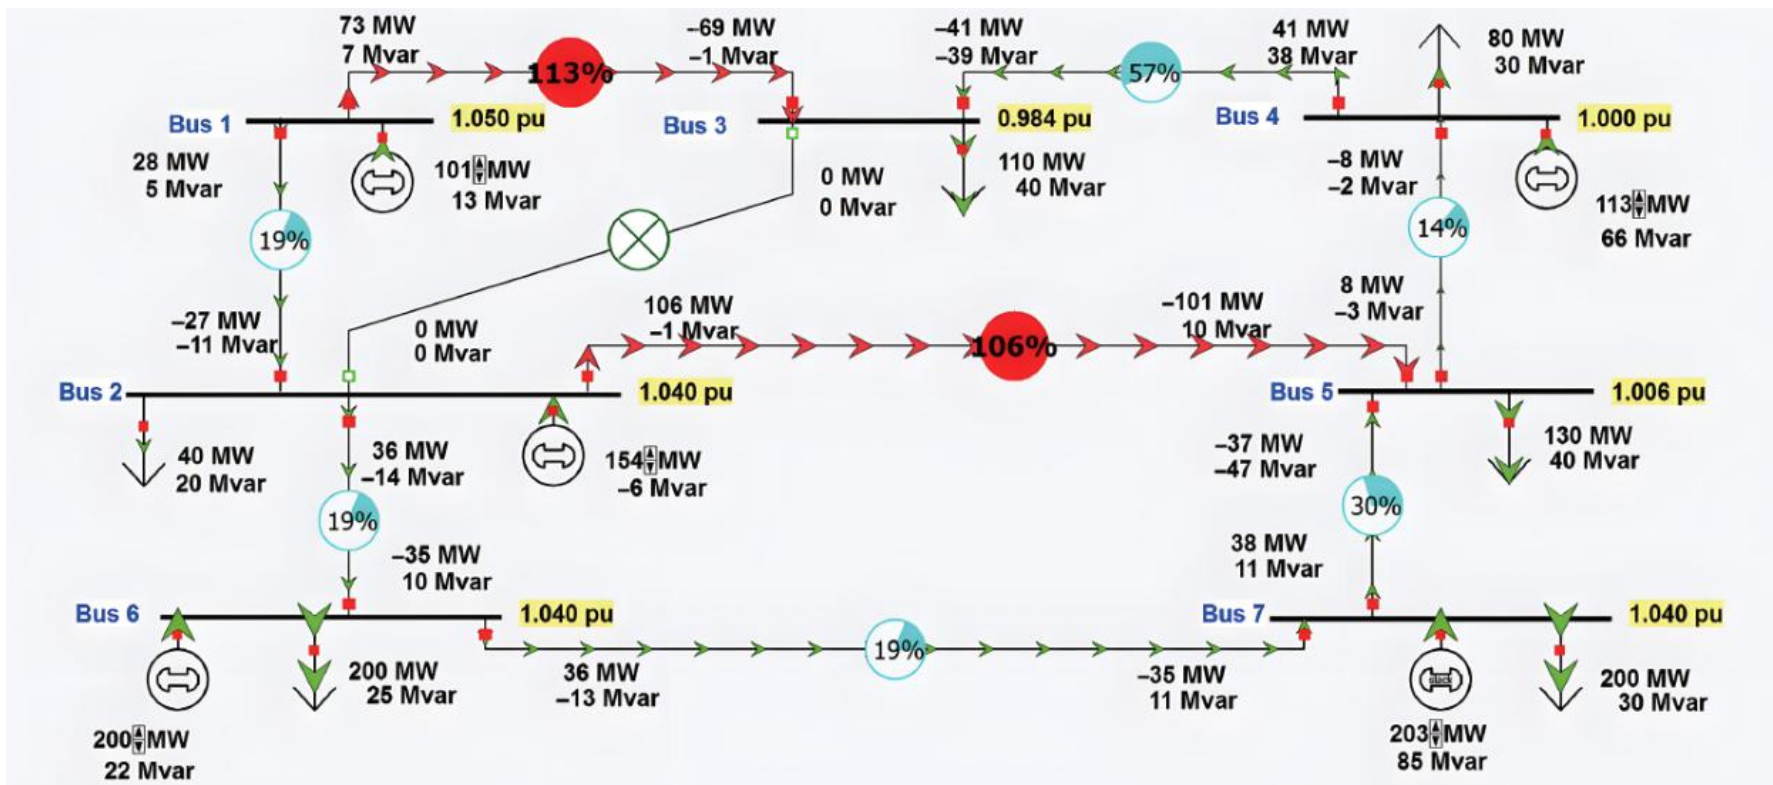 73 MW
7 Mvar
113%
--69 MW
–1 Mvar
–41 MW
–39 Mvar
57%
41 MW
38 Mvar
80 MW
30 Mvar
Bus 1
1.050 pu
Bus 3
0.984 pu
Bus 4
1.000 pu
28 MW
5 Mvar
101 MW
13 Mvar
0 MW
0 Mvar
110 MW
40 Mvar
–8 MW
–2 Mvar
113 MW
66 Mvar
19%
14%
–27 MW
–11 Mvar
0 MW
0 Mvar
106 MW
–1 Mvar
106%
–101 MW
10 Mvar
8 MW
–3 Mvar
Bus 2
1.040 pu
Bus 5
1.006 pu
40 MW
20 Mvar
36 MW
–14 Mvar
154 MW
–6 Mvar
–37 MW
–47 Mvar
130 MW
40 Mvar
19%
30%
–35 MW
10 Mvar
38 MW
11 Mvar
Bus 6
1.040 pu
Bus 7
1.040 pu
200 MW
25 Mvar
36 MW
–13 Mvar
19%
–35 MW
11 Mvar
slack
200 MW
30 Mvar
200 MW
22 Mvar
203 MW
85 Mvar